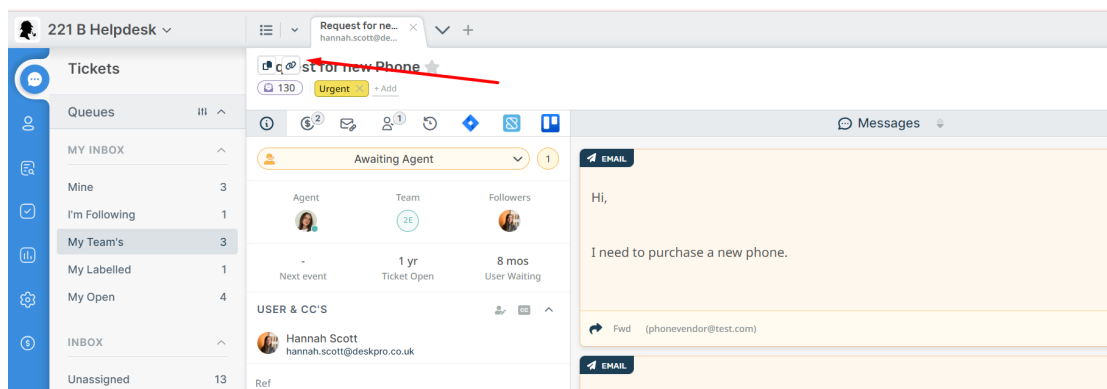 221 B Helpdesk
Request for ne...
hannah.scott@de...
Tickets
Queues
MY INBOX
Mine 3
I'm Following 1
My Team's 3
My Labelled 1
My Open 4
INBOX
Unassigned 13
quest for new Phone
130 Urgent + Add
2 1
Awaiting Agent 1
Agent Team Followers
2E
- 1 yr 8 mos
Next event Ticket Open User Waiting
USER & CC'S CC
Hannah Scott
hannah.scott@deskpro.co.uk
Ref
Messages
EMAIL
Hi,
I need to purchase a new phone.
Fwd (phonevendor@test.com)
EMAIL